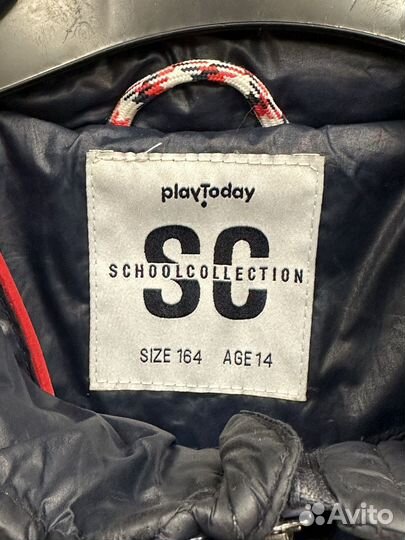 playToday
SC
SCHOOLCOLLECTION
SIZE 164 AGE 14
Avito